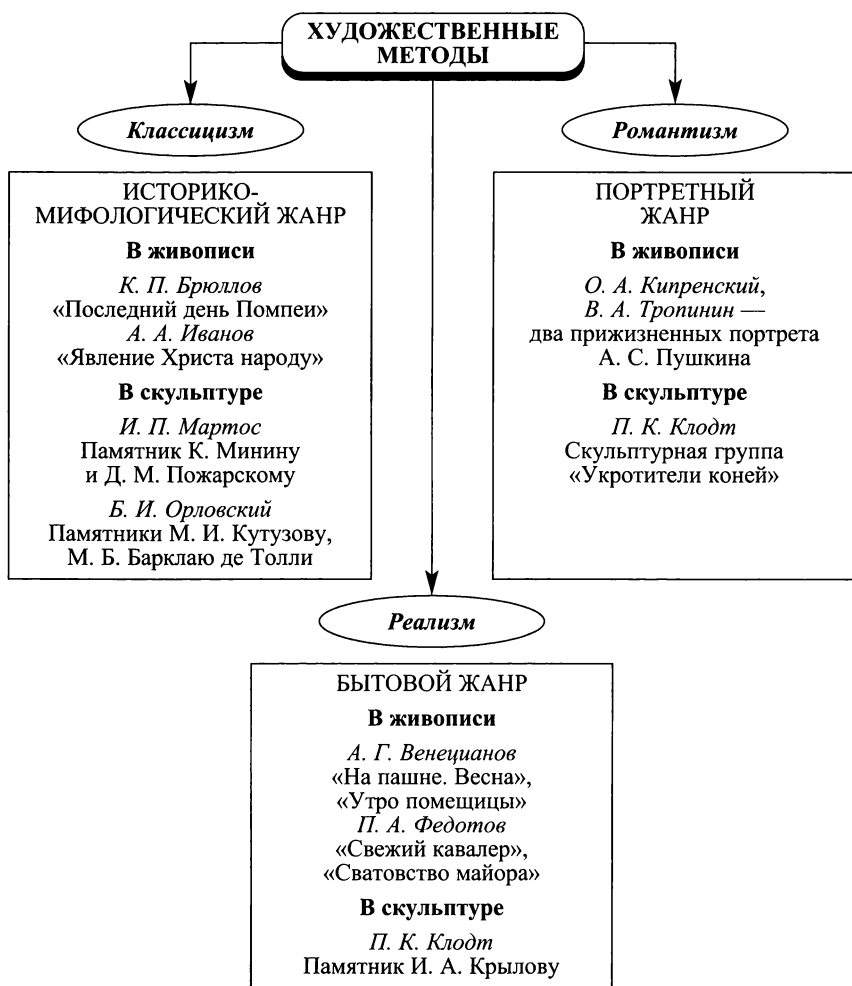 ХУДОЖЕСТВЕННЫЕ
МЕТОДЫ
Классицизм
ИСТОРИКО-
МИФОЛОГИЧЕСКИЙ ЖАНР
В живописи
К. П. Брюллов
«Последний день Помпеи»
А. А. Иванов
«Явление Христа народу»
В скульптуре
И. П. Мартос
Памятник К. Минину
и Д. М. Пожарскому
Б. И. Орловский
Памятники М. И. Кутузову,
М. Б. Барклаю де Толли
Романтизм
ПОРТРЕТНЫЙ
ЖАНР
В живописи
О. А. Кипренский,
В. А. Тропинин —
два прижизненных портрета
А. С. Пушкина
В скульптуре
П. К. Клодт
Скульптурная группа
«Укротители коней»
Реализм
БЫТОВОЙ ЖАНР
В живописи
А. Г. Венецианов
«На пашне. Весна»,
«Утро помещицы»
П. А. Федотов
«Свежий кавалер»,
«Сватовство майора»
В скульптуре
П. К. Клодт
Памятник И. А. Крылову